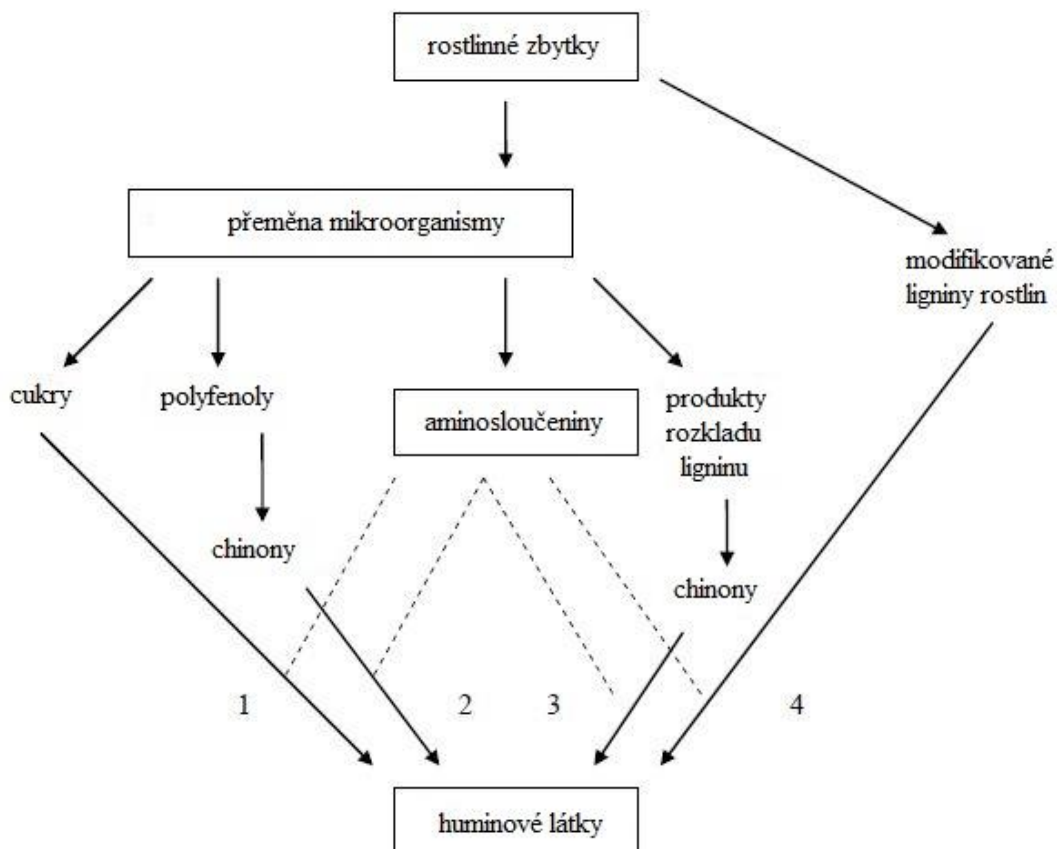 rostlinné zbytky
přeměna mikroorganismy
modifikované
ligniny rostlin
cukry
polyfenoly
aminosloučeniny
produkty
rozkladu
ligninu
chinony
chinony
1
2
3
4
huminové látky